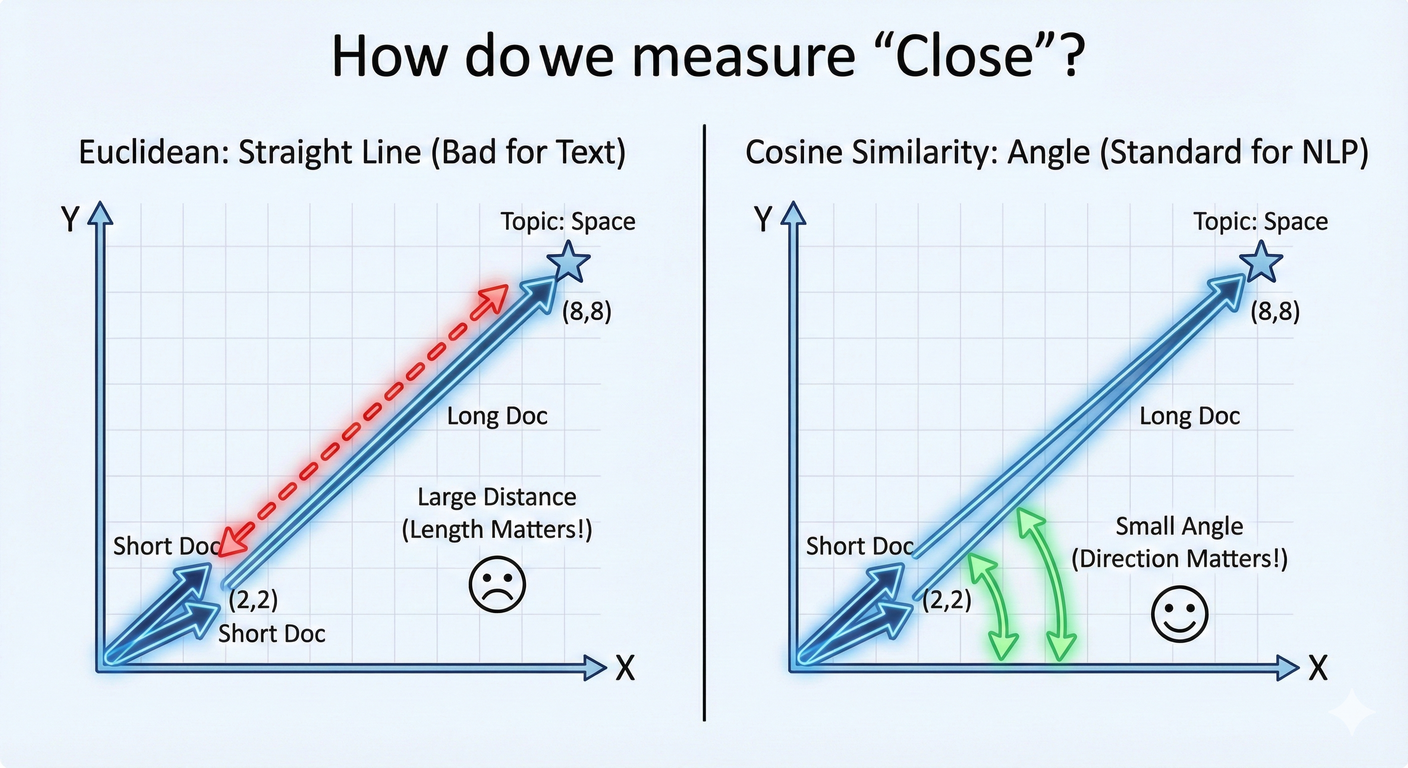 How do we measure “Close”?
Euclidean: Straight Line (Bad for Text)
Y
Topic: Space
(8,8)
Long Doc
Large Distance
(Length Matters!)
Short Doc
(2,2)
Short Doc
X
Cosine Similarity: Angle (Standard for NLP)
Y
Topic: Space
(8,8)
Long Doc
Small Angle
(Direction Matters!)
Short Doc
(2,2)
X